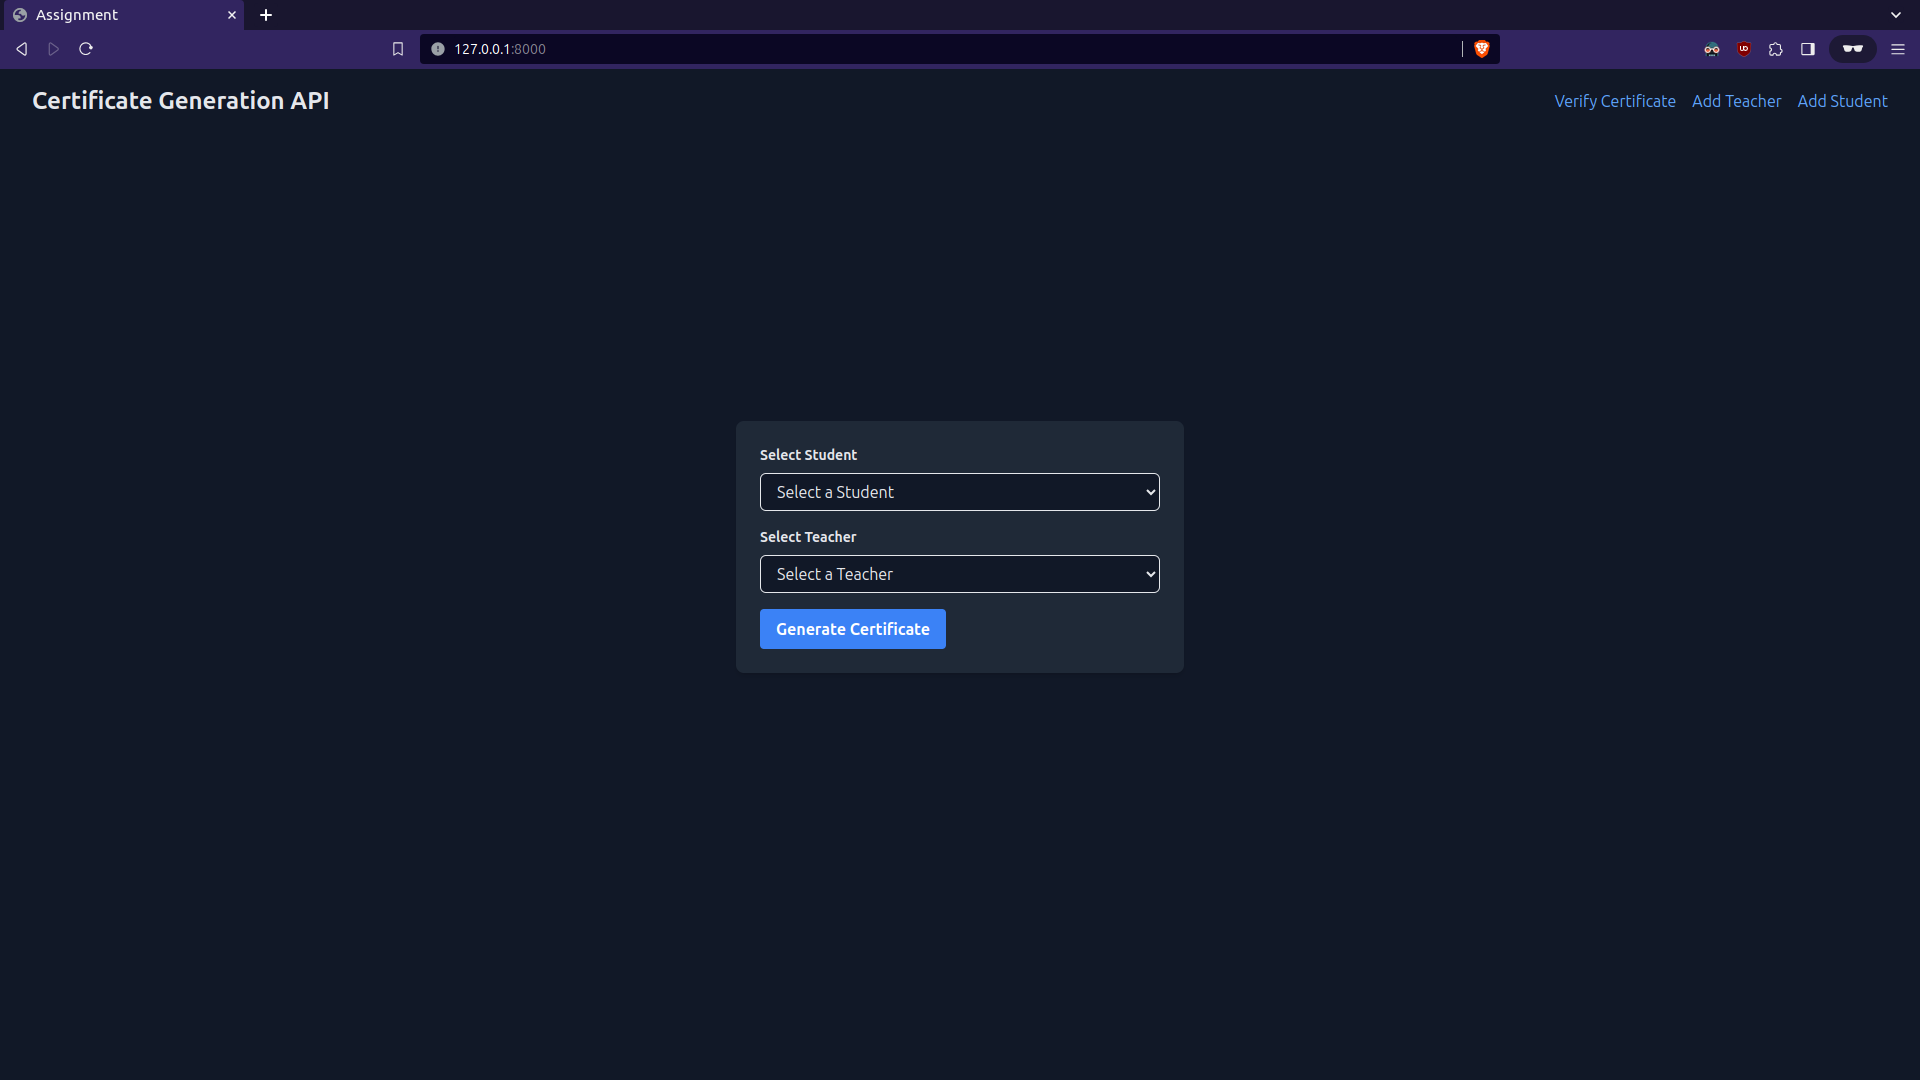 Assignment
127.0.0.1:8000
Certificate Generation API
Verify Certificate Add Teacher Add Student
Select Student
Select a Student
Select Teacher
Select a Teacher
Generate Certificate